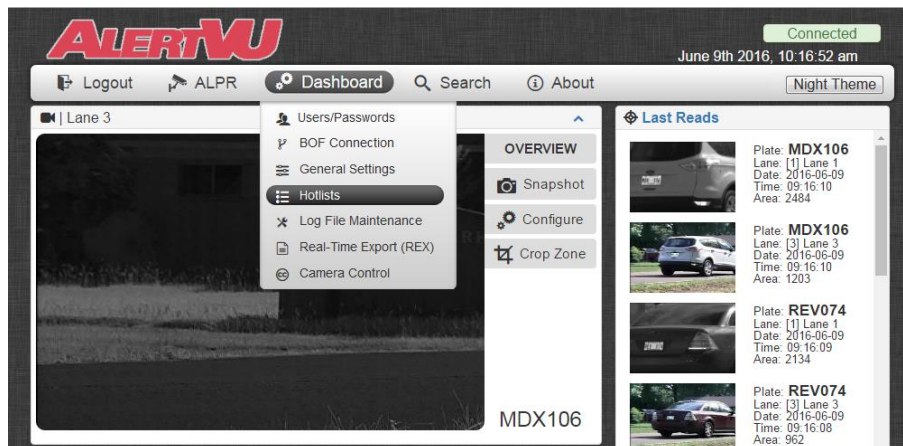 ALERTVU
Connected
June 9th 2016, 10:16:52 am
Logout
ALPR
Dashboard
Search
About
Night Theme
| Lane 3
Users/Passwords
BOF Connection
General Settings
Hotlists
Log File Maintenance
Real-Time Export (REX)
Camera Control
OVERVIEW
Snapshot
Configure
Crop Zone
MDX106
Last Reads
Plate: MDX106
Lane: [1] Lane 1
Date: 2016-06-09
Time: 09:16:10
Area: 2484
Plate: MDX106
Lane: [3] Lane 3
Date: 2016-06-09
Time: 09:16:10
Area: 1203
Plate: REV074
Lane: [1] Lane 1
Date: 2016-06-09
Time: 09:16:09
Area: 2134
Plate: REV074
Lane: [3] Lane 3
Date: 2016-06-09
Time: 09:16:08
Area: 962